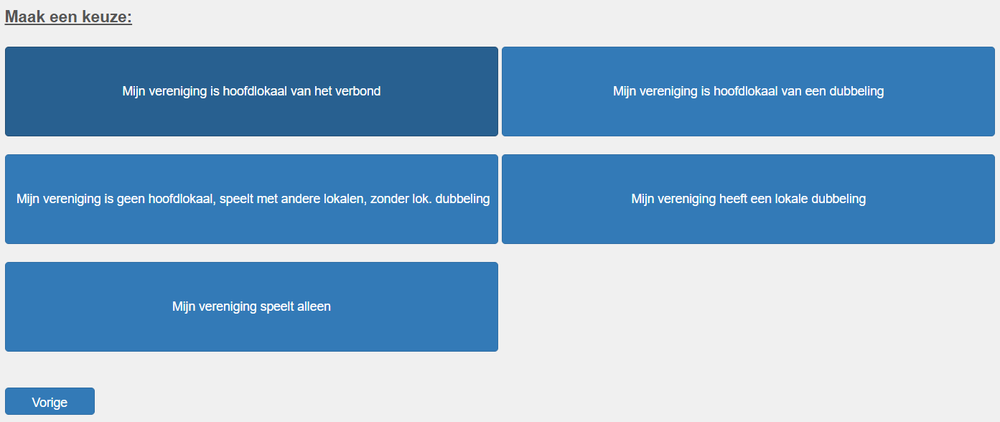 Maak een keuze:
Mijn vereniging is hoofdlokaal van het verbond
Mijn vereniging is hoofdlokaal van een dubbeling
Mijn vereniging is geen hoofdlokaal, speelt met andere lokalen, zonder lok. dubbeling
Mijn vereniging heeft een lokale dubbeling
Mijn vereniging speelt alleen
Vorige